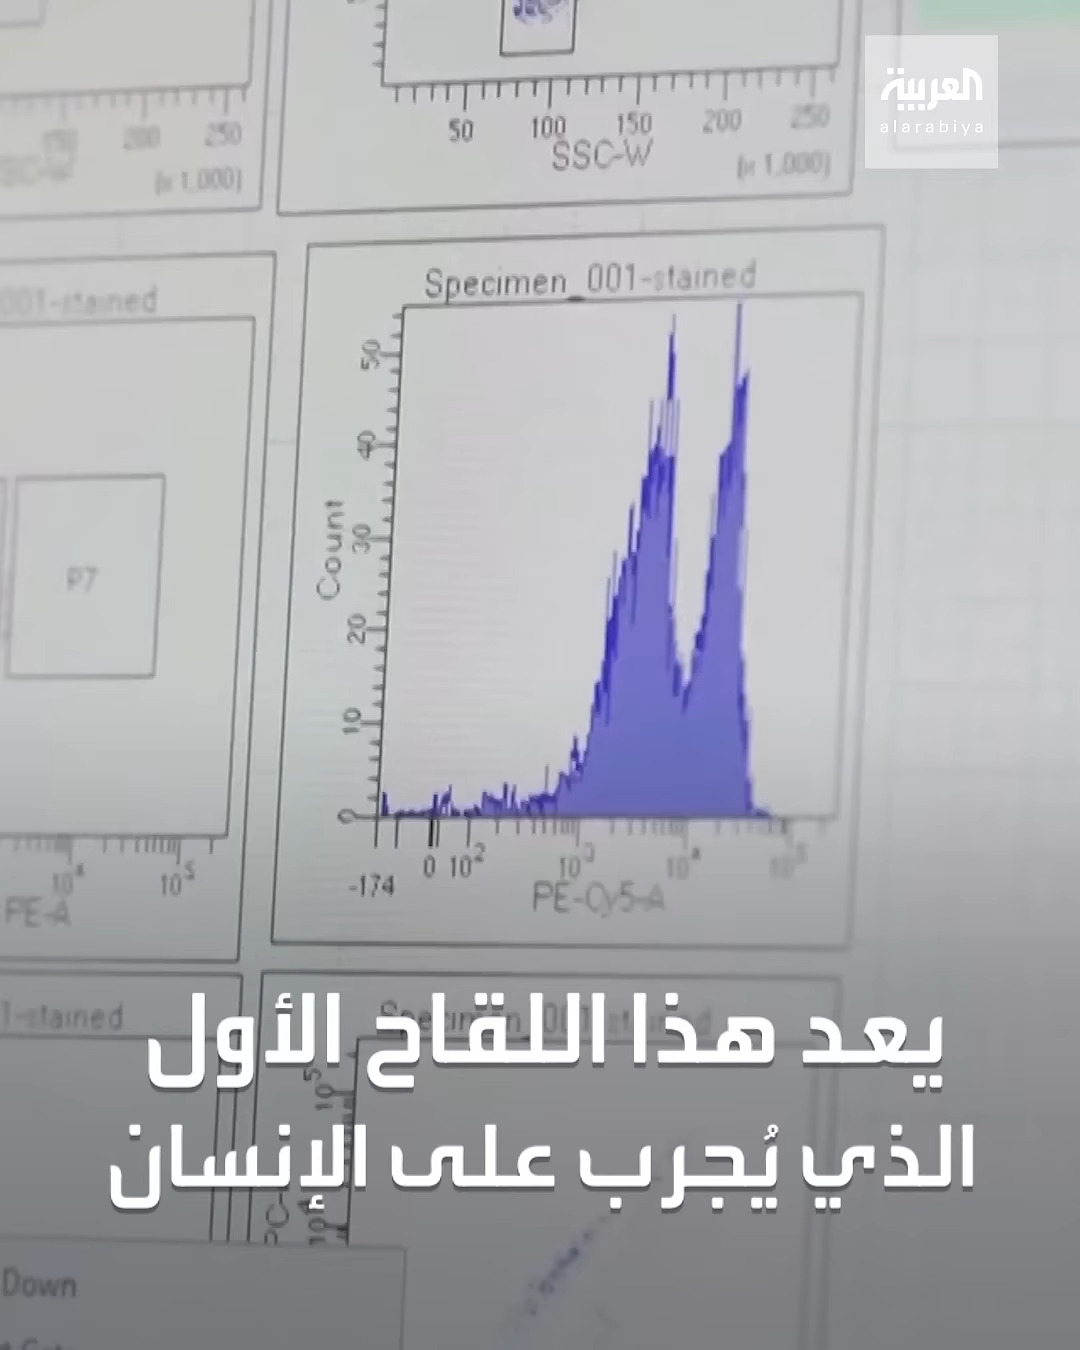 العربية
alarabiya
50 100 150 200 250
SSC-W
(x 1,000)
200 250
(x 1,000)
Specimen_001-stained
001-stained
50
40
30
20
10
0
Count
P7
-174 0 10² 10³ 10⁴ 10⁵
PE-Cy5-A
10⁴ 10⁵
PE-A
1-stained
يعد هذا اللقاح الأول
الذي يُجرب على الإنسان
10⁵
10⁴
Down